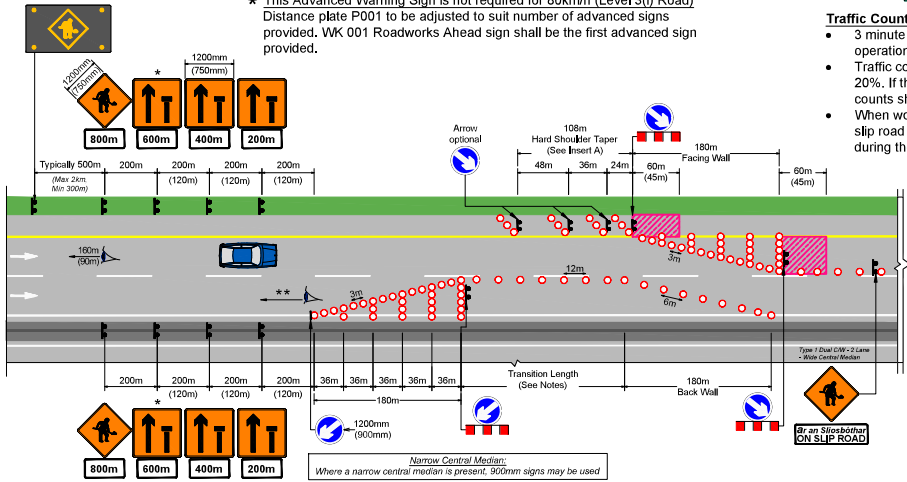 * This Advanced Warning Sign is not required for 80km/h (Level 3(i) Road)
Distance plate P001 to be adjusted to suit number of advanced signs
provided. WK 001 Roadworks Ahead sign shall be the first advanced sign
provided.
Traffic Count
3 minute
operation
Traffic co
20%. If th
counts sh
When wo
slip road
during th
1200mm
(750mm)
*
1200mm
(750mm)
800m
600m
400m
200m
Typically 500m
(Max 2km,
Min 300m)
200m
200m
(120m)
200m
(120m)
200m
(120m)
Arrow
optional
108m
Hard Shoulder Taper
(See Insert A)
48m
36m
24m
180m
Facing Wall
60m
(45m)
60m
(45m)
160m
(90m)
**
3m
12m
3m
6m
Type 1 Dual C/W - 2 Lane
- Wide Central Median
200m
200m
(120m)
200m
(120m)
200m
(120m)
36m
36m
36m
36m
36m
180m
Transition Length
(See Notes)
180m
Back Wall
*
800m
600m
400m
200m
1200mm
(900mm)
ar an Sliosbóthar
ON SLIP ROAD
Narrow Central Median:
Where a narrow central median is present, 900mm signs may be used